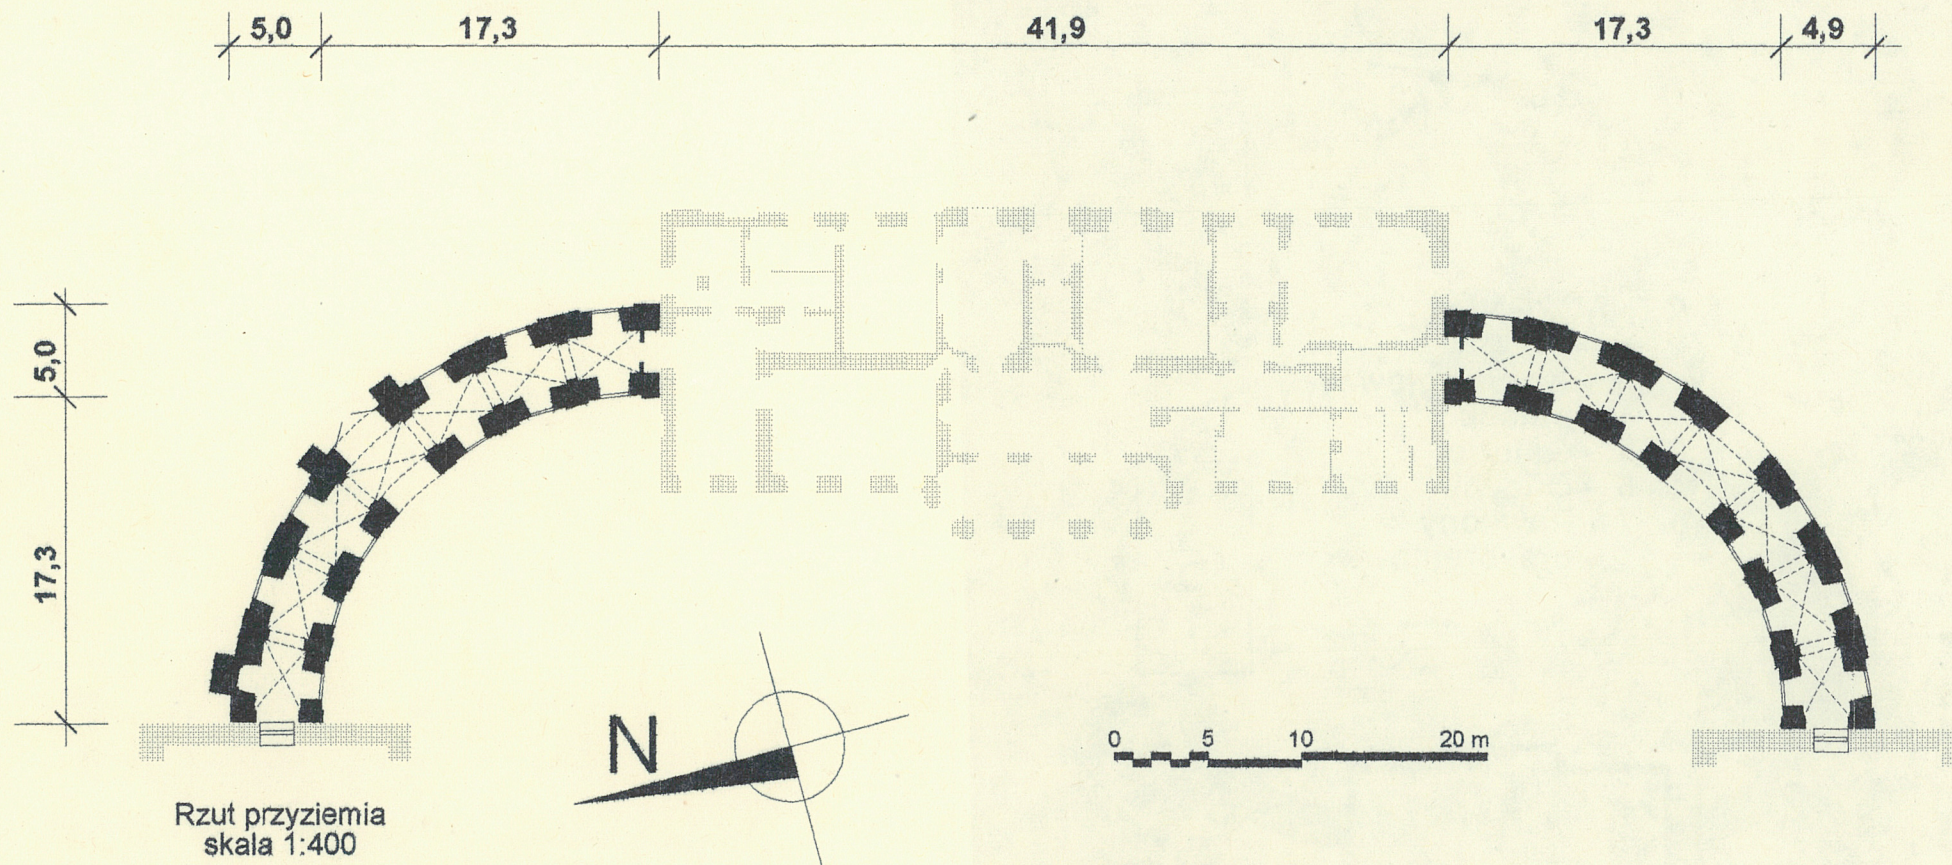 5,0 17,3 41,9 17,3 4,9
5,0
17,3
N
0 5 10 20 m
Rzut przyziemia
skala 1:400